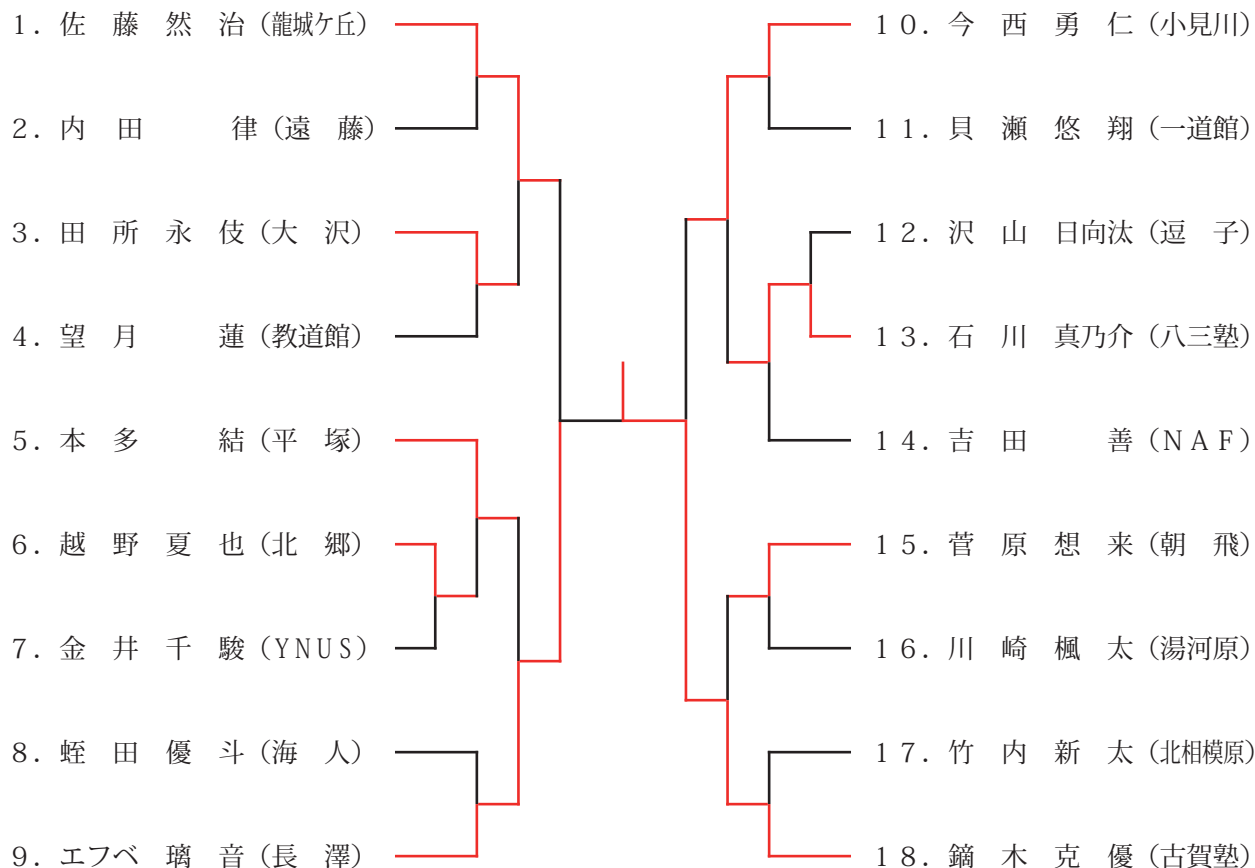 1. 佐藤然治(龍城ケ丘)
2. 内田 律(遠藤)
3. 田所永伎(大沢)
4. 望月 蓮(教道館)
5. 本多 結(平塚)
6. 越野夏也(北郷)
7. 金井千駿(YNUS)
8. 蛭田優斗(海人)
9. エフベ璃音(長澤)
10. 今西勇仁(小見川)
11. 貝瀬悠翔(一道館)
12. 沢山日向汰(逗子)
13. 石川真乃介(八三塾)
14. 吉田 善(NAF)
15. 菅原想来(朝飛)
16. 川崎楓太(湯河原)
17. 竹内新太(北相模原)
18. 鏑木克優(古賀塾)